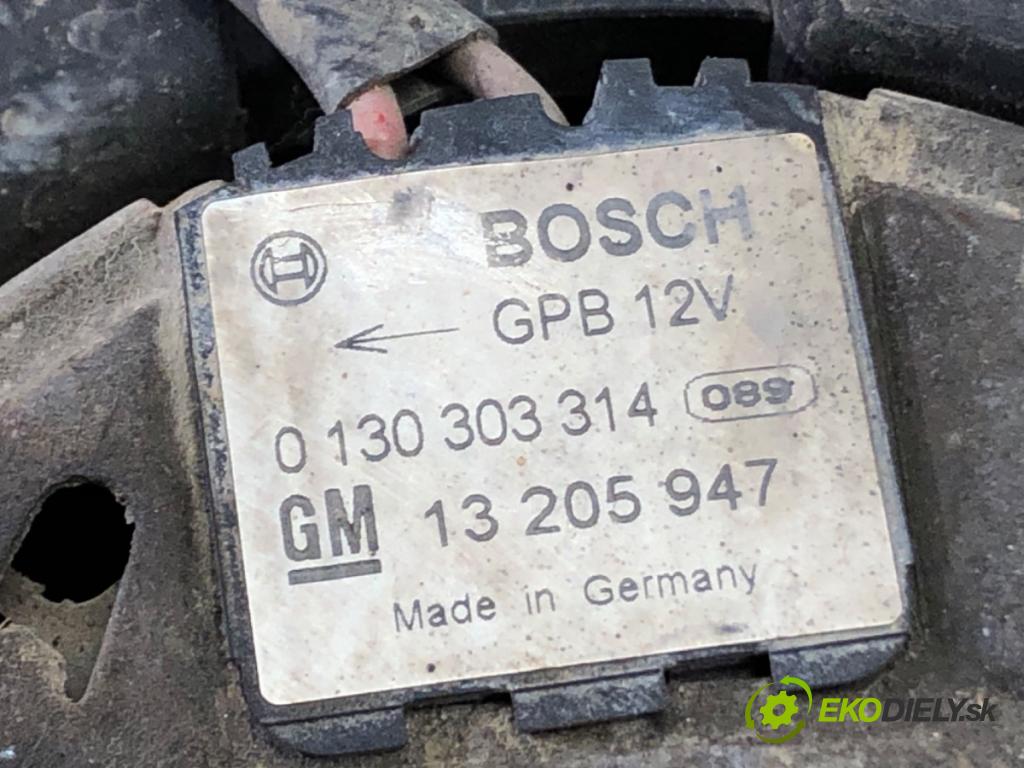 BOSCH
GPB 12V
0 130 303 314 089
GM 13 205 947
Made in Germany
EKODIELY.sk